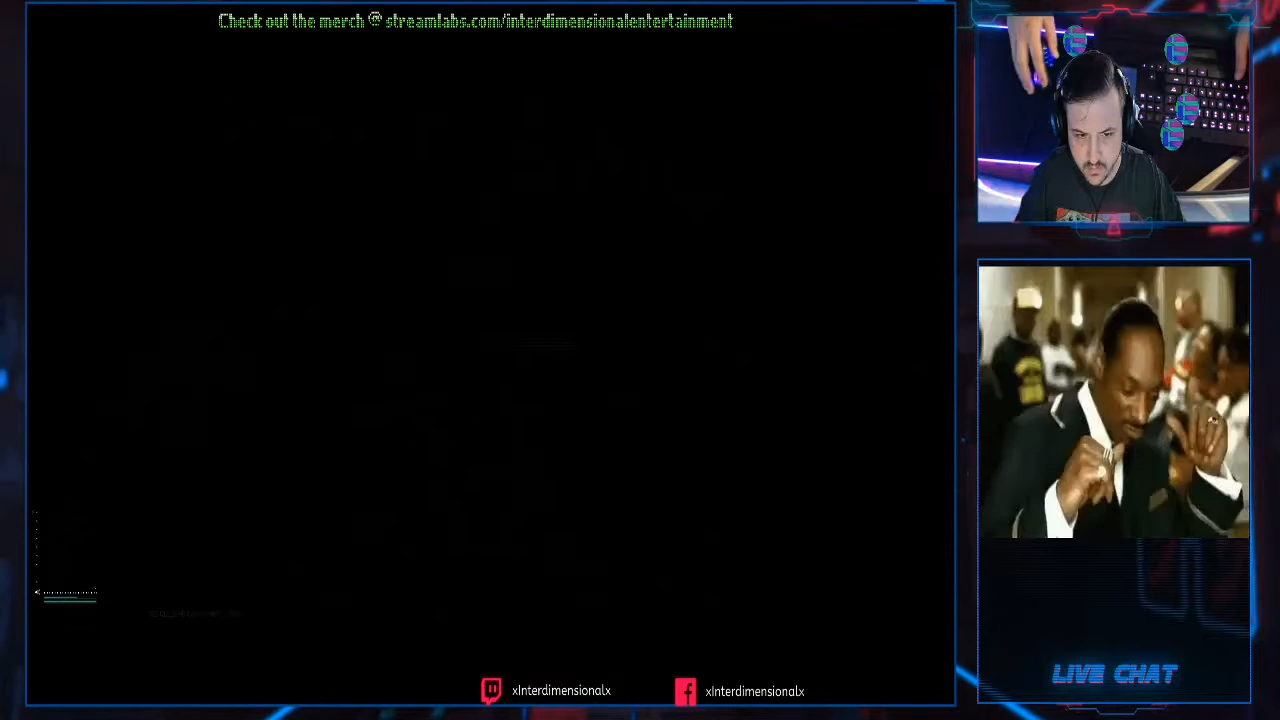 Check out the merch @ streamlabs.com/interdimensionalentertainment
xInterdimensionalx
xInterdimensionalx
LIVE CHAT